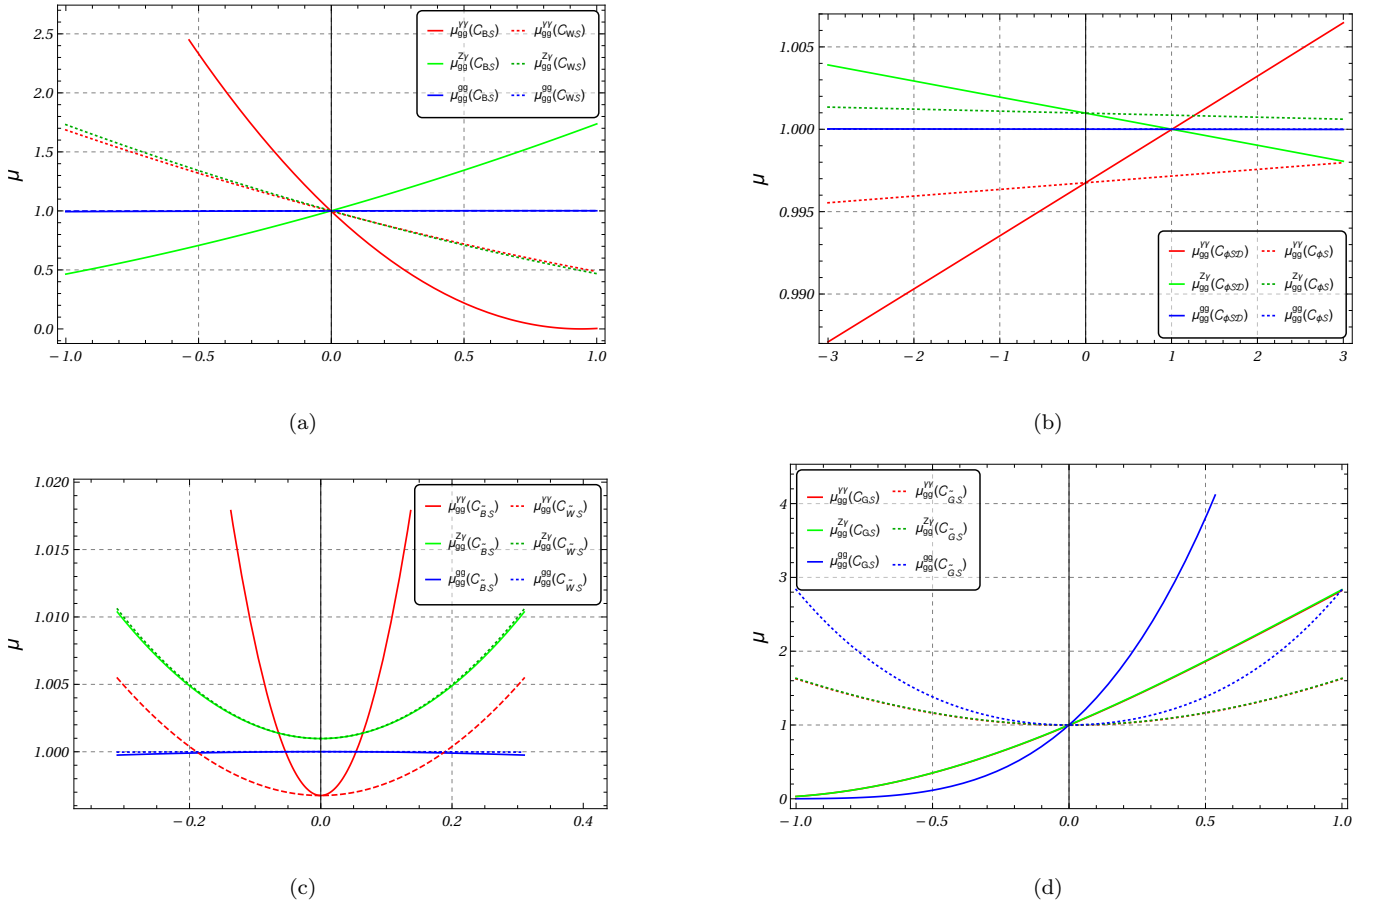 μ
2.5
2.0
1.5
1.0
0.5
0.0
−1.0 −0.5 0.0 0.5 1.0
μ_gg^γγ(C_BS) μ_gg^γγ(C_WS)
μ_gg^Zγ(C_BS) μ_gg^Zγ(C_WS)
μ_gg^gg(C_BS) μ_gg^gg(C_WS)
(a)
μ
1.005
1.000
0.995
0.990
−3 −2 −1 0 1 2 3
μ_gg^γγ(C_ϕSD) μ_gg^γγ(C_ϕS)
μ_gg^Zγ(C_ϕSD) μ_gg^Zγ(C_ϕS)
μ_gg^gg(C_ϕSD) μ_gg^gg(C_ϕS)
(b)
μ
1.020
1.015
1.010
1.005
1.000
−0.2 0.0 0.2 0.4
μ_gg^γγ(C_B̃S) μ_gg^γγ(C_W̃S)
μ_gg^Zγ(C_B̃S) μ_gg^Zγ(C_W̃S)
μ_gg^gg(C_B̃S) μ_gg^gg(C_W̃S)
(c)
μ
4
3
2
1
0
−1.0 −0.5 0.0 0.5 1.0
μ_gg^γγ(C_GS) μ_gg^γγ(C_G̃S)
μ_gg^Zγ(C_GS) μ_gg^Zγ(C_G̃S)
μ_gg^gg(C_GS) μ_gg^gg(C_G̃S)
(d)